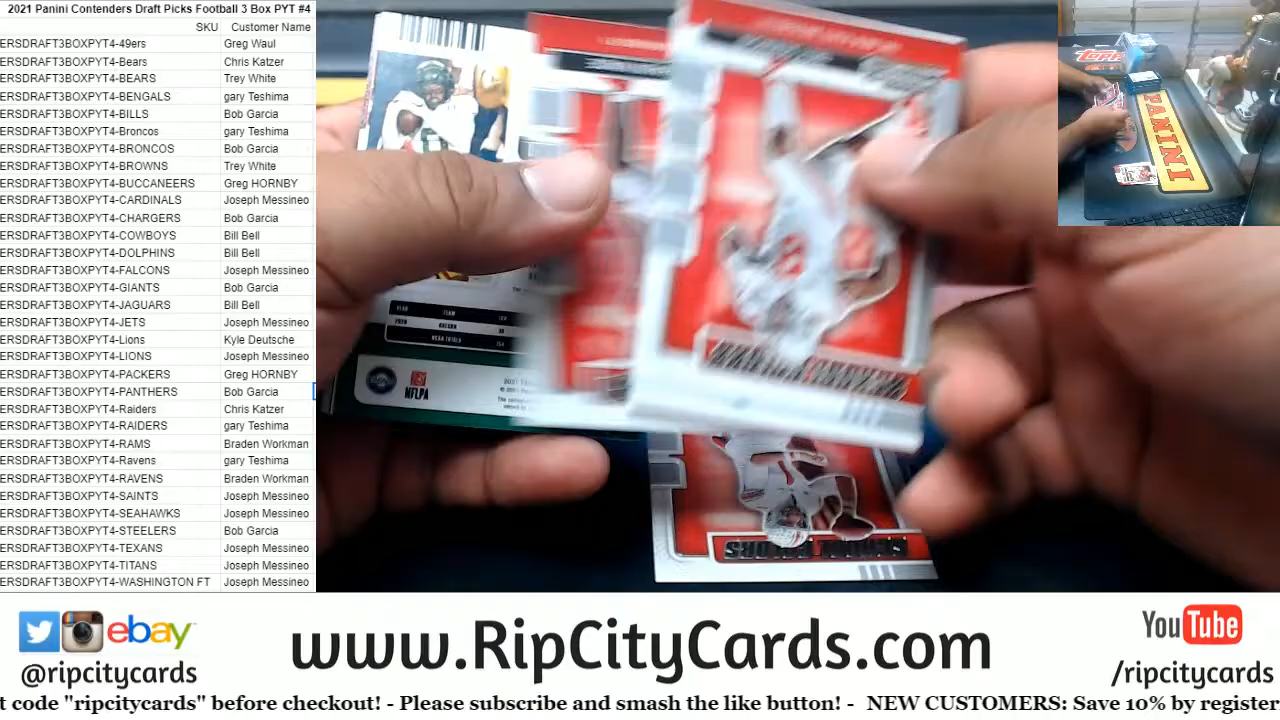 2021 Panini Contenders Draft Picks Football 3 Box PYT #4
SKU Customer Name
ERSDRAFT3BOXPYT4-49ers Greg Waul
ERSDRAFT3BOXPYT4-Bears Chris Katzer
ERSDRAFT3BOXPYT4-BEARS Trey White
ERSDRAFT3BOXPYT4-BENGALS gary Teshima
ERSDRAFT3BOXPYT4-BILLS Bob Garcia
ERSDRAFT3BOXPYT4-Broncos gary Teshima
ERSDRAFT3BOXPYT4-BRONCOS Bob Garcia
ERSDRAFT3BOXPYT4-BROWNS Trey White
ERSDRAFT3BOXPYT4-BUCCANEERS Greg HORNBY
ERSDRAFT3BOXPYT4-CARDINALS Joseph Messineo
ERSDRAFT3BOXPYT4-CHARGERS Bob Garcia
ERSDRAFT3BOXPYT4-COWBOYS Bill Bell
ERSDRAFT3BOXPYT4-DOLPHINS Bill Bell
ERSDRAFT3BOXPYT4-FALCONS Joseph Messineo
ERSDRAFT3BOXPYT4-GIANTS Bob Garcia
ERSDRAFT3BOXPYT4-JAGUARS Bill Bell
ERSDRAFT3BOXPYT4-JETS Joseph Messineo
ERSDRAFT3BOXPYT4-Lions Kyle Deutsche
ERSDRAFT3BOXPYT4-LIONS Joseph Messineo
ERSDRAFT3BOXPYT4-PACKERS Greg HORNBY
ERSDRAFT3BOXPYT4-PANTHERS Bob Garcia
ERSDRAFT3BOXPYT4-Raiders Chris Katzer
ERSDRAFT3BOXPYT4-RAIDERS gary Teshima
ERSDRAFT3BOXPYT4-RAMS Braden Workman
ERSDRAFT3BOXPYT4-Ravens gary Teshima
ERSDRAFT3BOXPYT4-RAVENS Braden Workman
ERSDRAFT3BOXPYT4-SAINTS Joseph Messineo
ERSDRAFT3BOXPYT4-SEAHAWKS Joseph Messineo
ERSDRAFT3BOXPYT4-STEELERS Bob Garcia
ERSDRAFT3BOXPYT4-TEXANS Joseph Messineo
ERSDRAFT3BOXPYT4-TITANS Joseph Messineo
ERSDRAFT3BOXPYT4-WASHINGTON FT Joseph Messineo
NFLPA
TOPPS
PANINI
ebay
@ripcitycards
www.RipCityCards.com
YouTube
/ripcitycards
t code "ripcitycards" before checkout! - Please subscribe and smash the like button! - NEW CUSTOMERS: Save 10% by register